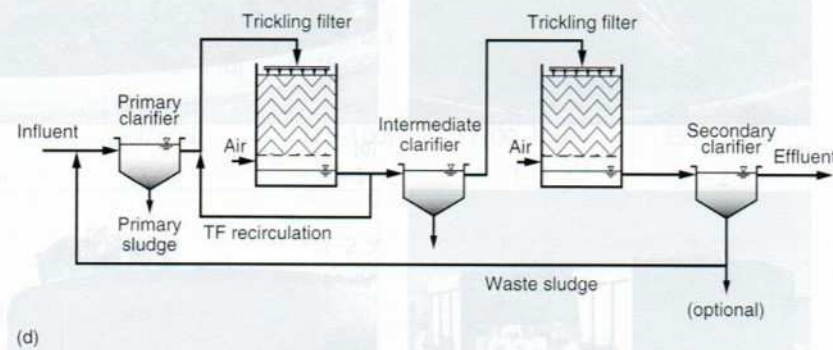 Trickling filter
Trickling filter
Primary
clarifier
Influent
Air
Intermediate
clarifier
Air
Secondary
clarifier
Effluent
Primary
sludge
TF recirculation
Waste sludge
(optional)
(d)